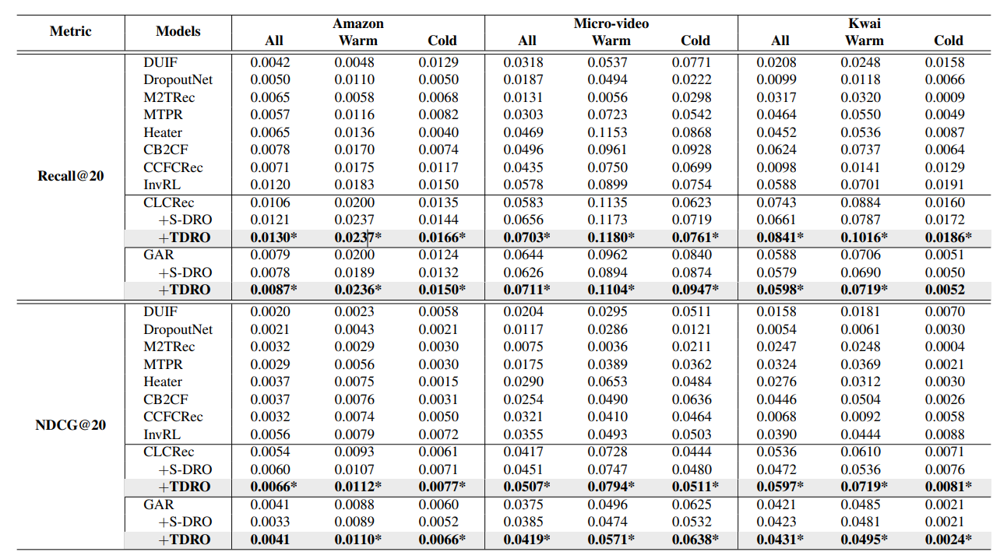 Metric Models Amazon Micro-video Kwai
All Warm Cold All Warm Cold All Warm Cold
Recall@20
DUIF 0.0042 0.0048 0.0129 0.0318 0.0537 0.0771 0.0208 0.0248 0.0158
DropoutNet 0.0050 0.0110 0.0050 0.0187 0.0494 0.0222 0.0099 0.0118 0.0066
M2TRec 0.0065 0.0058 0.0068 0.0131 0.0056 0.0298 0.0317 0.0320 0.0009
MTPR 0.0057 0.0116 0.0082 0.0303 0.0723 0.0542 0.0464 0.0550 0.0049
Heater 0.0065 0.0136 0.0040 0.0469 0.1153 0.0868 0.0452 0.0536 0.0087
CB2CF 0.0078 0.0170 0.0074 0.0496 0.0961 0.0928 0.0624 0.0737 0.0064
CCFCRec 0.0071 0.0175 0.0117 0.0435 0.0750 0.0699 0.0098 0.0141 0.0129
InvRL 0.0120 0.0183 0.0150 0.0578 0.0899 0.0754 0.0588 0.0701 0.0191
CLCRec 0.0106 0.0200 0.0135 0.0583 0.1135 0.0623 0.0743 0.0884 0.0160
+S-DRO 0.0121 0.0237 0.0144 0.0656 0.1173 0.0719 0.0661 0.0787 0.0172
+TDRO 0.0130* 0.0237* 0.0166* 0.0703* 0.1180* 0.0761* 0.0841* 0.1016* 0.0186*
GAR 0.0079 0.0200 0.0124 0.0644 0.0962 0.0840 0.0588 0.0706 0.0051
+S-DRO 0.0078 0.0189 0.0132 0.0626 0.0894 0.0874 0.0579 0.0690 0.0050
+TDRO 0.0087* 0.0236* 0.0150* 0.0711* 0.1104* 0.0947* 0.0598* 0.0719* 0.0052
NDCG@20
DUIF 0.0020 0.0023 0.0058 0.0204 0.0295 0.0511 0.0158 0.0181 0.0070
DropoutNet 0.0021 0.0043 0.0021 0.0117 0.0286 0.0121 0.0054 0.0061 0.0030
M2TRec 0.0032 0.0029 0.0030 0.0075 0.0036 0.0211 0.0247 0.0248 0.0004
MTPR 0.0029 0.0056 0.0030 0.0175 0.0389 0.0362 0.0324 0.0369 0.0021
Heater 0.0037 0.0075 0.0015 0.0290 0.0653 0.0484 0.0276 0.0312 0.0030
CB2CF 0.0037 0.0076 0.0031 0.0254 0.0490 0.0636 0.0446 0.0504 0.0026
CCFCRec 0.0032 0.0074 0.0050 0.0321 0.0410 0.0464 0.0068 0.0092 0.0058
InvRL 0.0056 0.0079 0.0072 0.0355 0.0493 0.0503 0.0390 0.0444 0.0088
CLCRec 0.0054 0.0093 0.0061 0.0417 0.0728 0.0444 0.0536 0.0610 0.0071
+S-DRO 0.0060 0.0107 0.0071 0.0451 0.0747 0.0480 0.0472 0.0536 0.0076
+TDRO 0.0066* 0.0112* 0.0077* 0.0507* 0.0794* 0.0511* 0.0597* 0.0719* 0.0081*
GAR 0.0041 0.0088 0.0060 0.0375 0.0496 0.0625 0.0421 0.0485 0.0021
+S-DRO 0.0033 0.0089 0.0052 0.0385 0.0474 0.0532 0.0423 0.0481 0.0021
+TDRO 0.0041 0.0110* 0.0066* 0.0419* 0.0571* 0.0638* 0.0431* 0.0495* 0.0024*